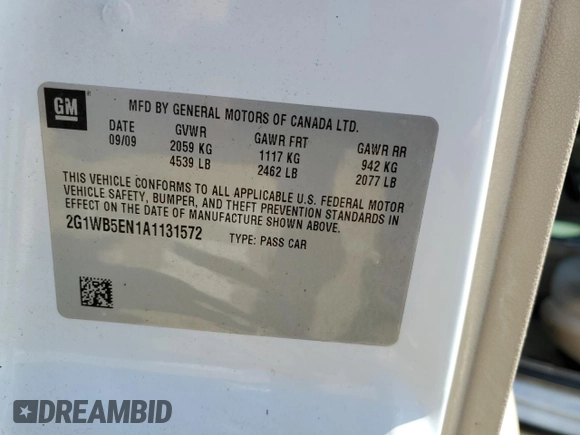 GM
MFD BY GENERAL MOTORS OF CANADA LTD.
DATE GVWR GAWR FRT GAWR RR
09/09 2059 KG 1117 KG 942 KG
4539 LB 2462 LB 2077 LB
THIS VEHICLE CONFORMS TO ALL APPLICABLE U.S. FEDERAL MOTOR
VEHICLE SAFETY, BUMPER, AND THEFT PREVENTION STANDARDS IN
EFFECT ON THE DATE OF MANUFACTURE SHOWN ABOVE.
2G1WB5EN1A1131572 TYPE: PASS CAR
DREAMBID